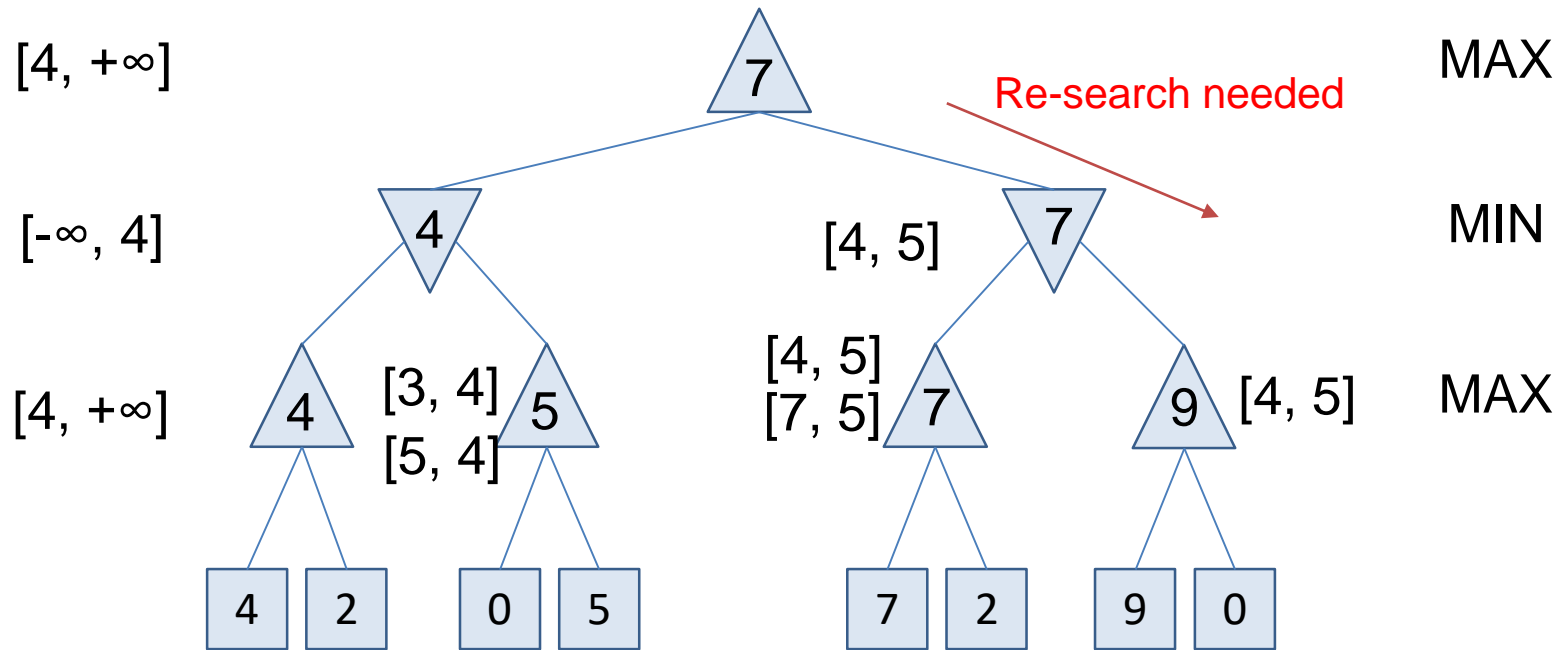 [4, +∞] 7 MAX
Re-search needed
[-∞, 4] 4 [4, 5] 7 MIN
[4, +∞] 4 [3, 4] 5 [4, 5] 7 9 [4, 5] MAX
[5, 4] [7, 5]
4 2 0 5 7 2 9 0